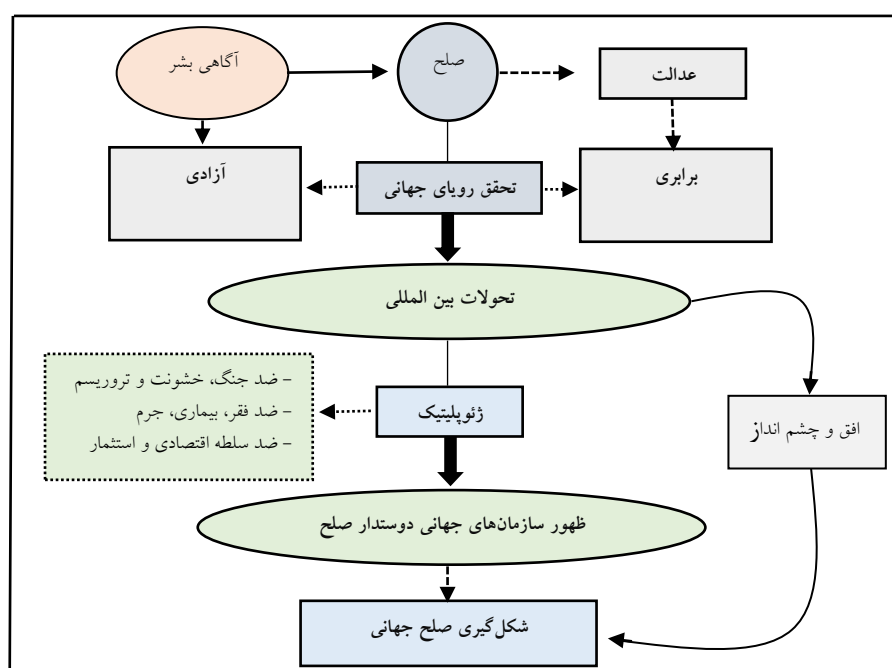 آگاهی بشر
صلح
عدالت
آزادی
تحقق رویای جهانی
برابری
تحولات بین المللی
- ضد جنگ، خشونت و تروریسم
- ضد فقر، بیماری، جرم
- ضد سلطه اقتصادی و استثمار
ژئوپلیتیک
افق و چشم انداز
ظهور سازمان‌های جهانی دوستدار صلح
شکل‌گیری صلح جهانی